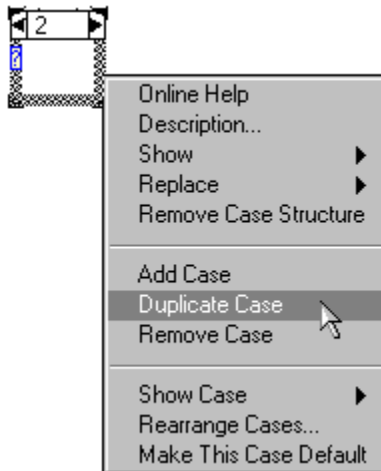 2
?
Online Help
Description...
Show
Replace
Remove Case Structure
Add Case
Duplicate Case
Remove Case
Show Case
Rearrange Cases...
Make This Case Default